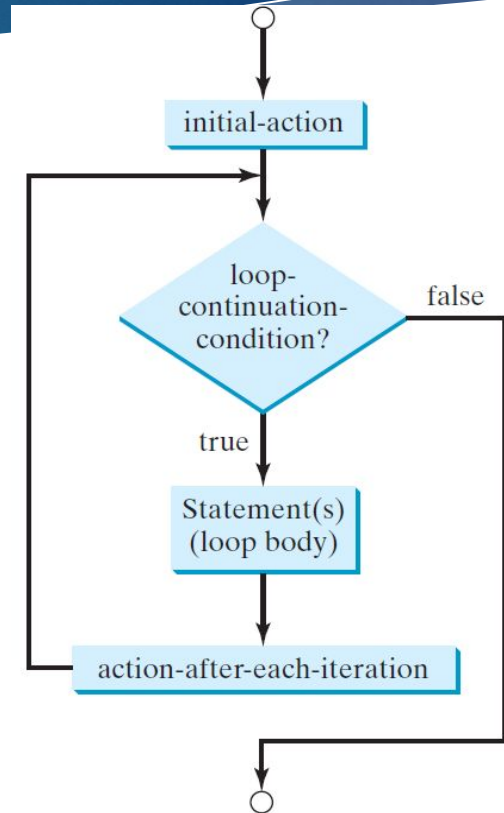 initial-action
loop-
continuation-
condition?
false
true
Statement(s)
(loop body)
action-after-each-iteration